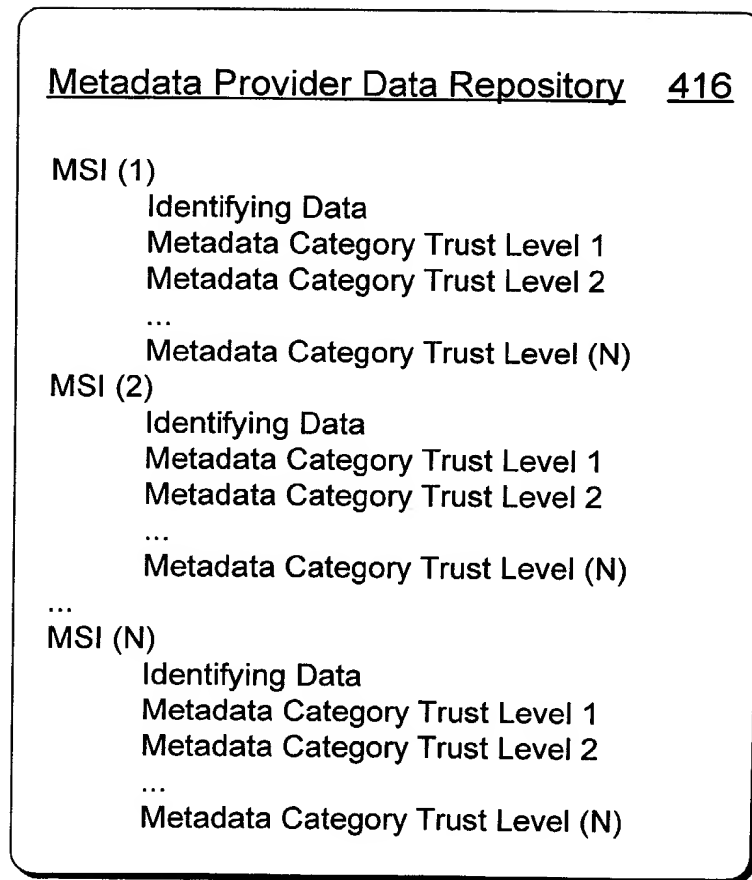 Metadata Provider Data Repository 416
MSI (1)
Identifying Data
Metadata Category Trust Level 1
Metadata Category Trust Level 2
...
Metadata Category Trust Level (N)
MSI (2)
Identifying Data
Metadata Category Trust Level 1
Metadata Category Trust Level 2
...
Metadata Category Trust Level (N)
...
MSI (N)
Identifying Data
Metadata Category Trust Level 1
Metadata Category Trust Level 2
...
Metadata Category Trust Level (N)